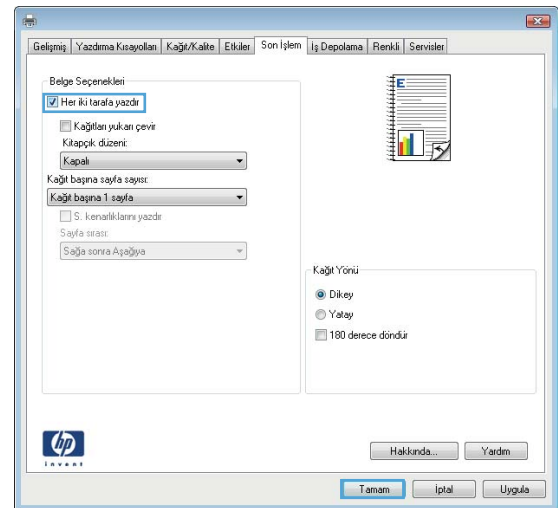 Gelişmiş Yazdırma Kısayolları Kağıt/Kalite Etkiler Son İşlem İş Depolama Renkli Servisler
Belge Seçenekleri
Her iki tarafa yazdır
Kağıtları yukarı çevir
Kitapçık düzeni:
Kapalı
Kağıt başına sayfa sayısı:
Kağıt başına 1 sayfa
S. kenarlıklarını yazdır
Sayfa sırası:
Sağa sonra Aşağıya
E
Kağıt Yönü
Dikey
Yatay
180 derece döndür
hp
invent
Hakkında... Yardım
Tamam İptal Uygula